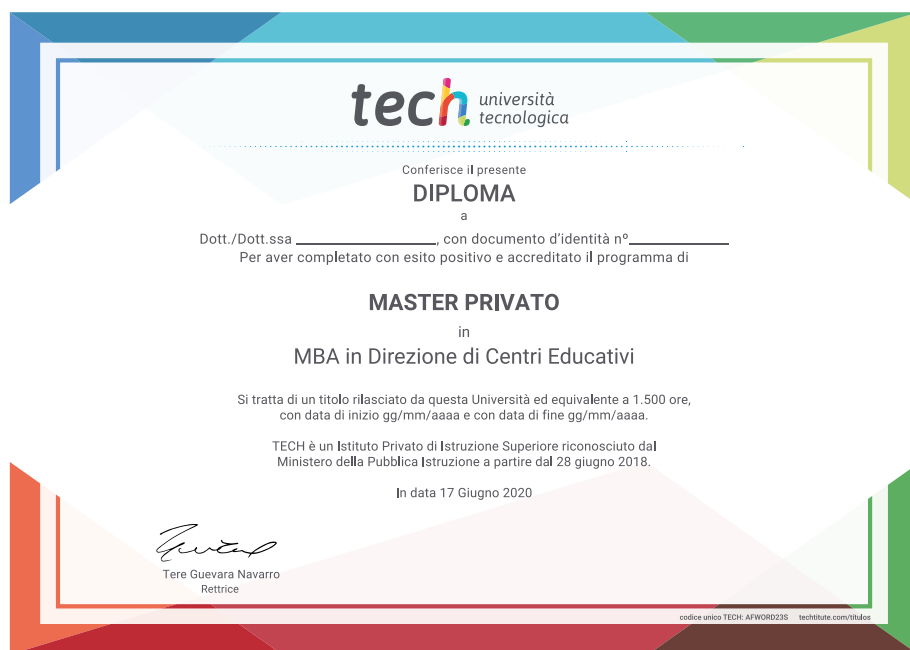 tech università
tecnologica
Conferisce il presente
DIPLOMA
a
Dott./Dott.ssa ____________________, con documento d'identità nº______________
Per aver completato con esito positivo e accreditato il programma di
MASTER PRIVATO
in
MBA in Direzione di Centri Educativi
Si tratta di un titolo rilasciato da questa Università ed equivalente a 1.500 ore,
con data di inizio gg/mm/aaaa e con data di fine gg/mm/aaaa.
TECH è un Istituto Privato di Istruzione Superiore riconosciuto dal
Ministero della Pubblica Istruzione a partire dal 28 giugno 2018.
In data 17 Giugno 2020
Tere Guevara Navarro
Rettrice
codice unico TECH: AFWORD23S techtitute.com/titulos